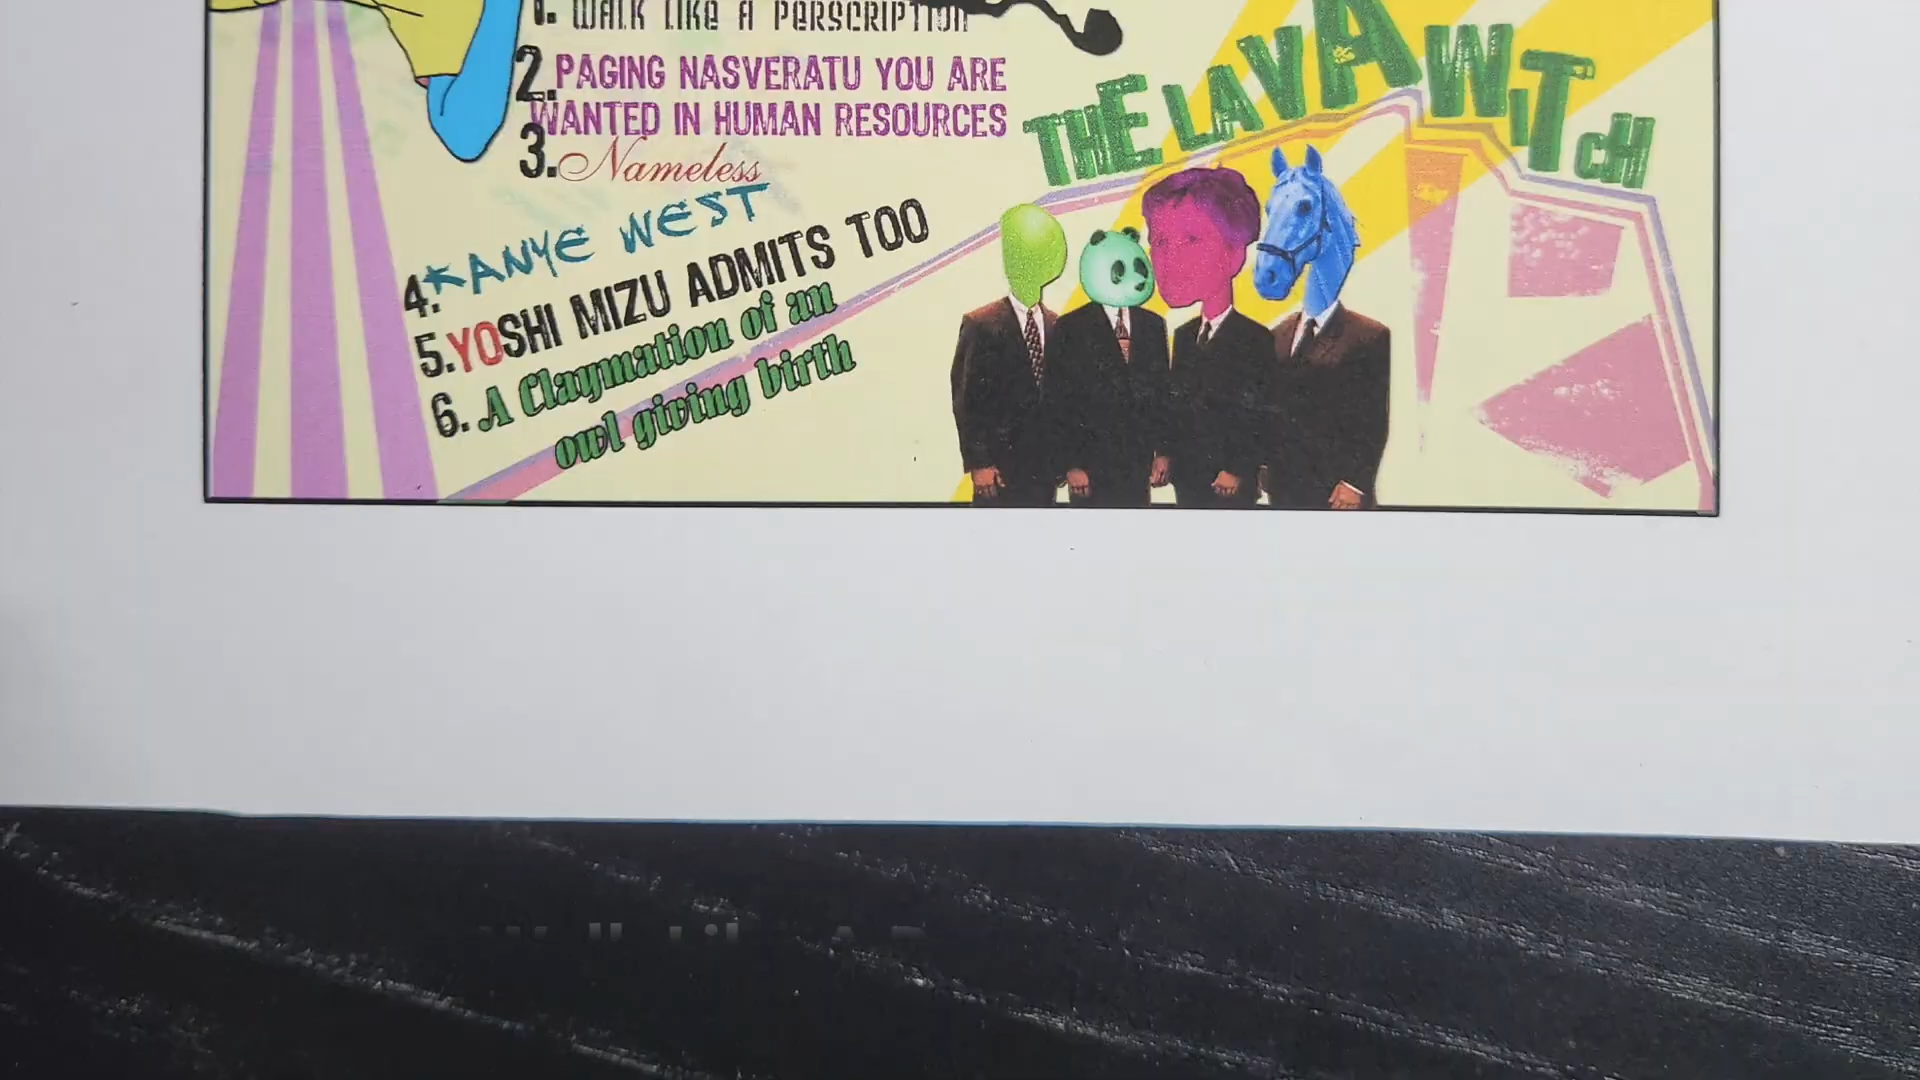 1. WALK LIKE A PERSCRIPTION
2. PAGING NASVERATU YOU ARE
WANTED IN HUMAN RESOURCES
3. Nameless
4. KANYE WEST
5. YOSHI MIZU ADMITS TOO
6. A Claymation of an
owl giving birth
THE LAVA WITCH